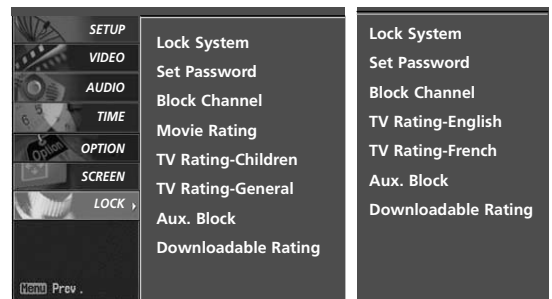 SETUP
VIDEO
AUDIO
TIME
OPTION
SCREEN
LOCK
Menu Prev.
Lock System
Set Password
Block Channel
Movie Rating
TV Rating-Children
TV Rating-General
Aux. Block
Downloadable Rating
Lock System
Set Password
Block Channel
TV Rating-English
TV Rating-French
Aux. Block
Downloadable Rating